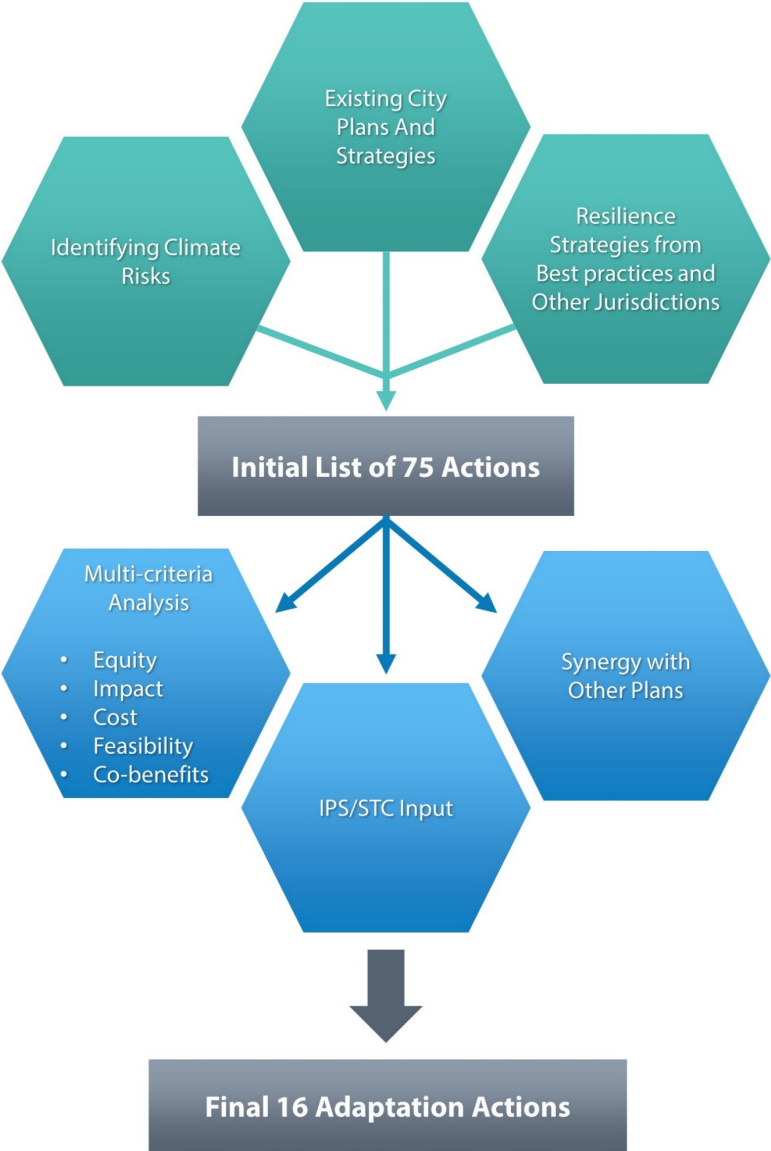 Existing City
Plans And
Strategies
Identifying Climate
Risks
Resilience
Strategies from
Best practices and
Other Jurisdictions
Initial List of 75 Actions
Multi-criteria
Analysis
• Equity
• Impact
• Cost
• Feasibility
• Co-benefits
IPS/STC Input
Synergy with
Other Plans
Final 16 Adaptation Actions